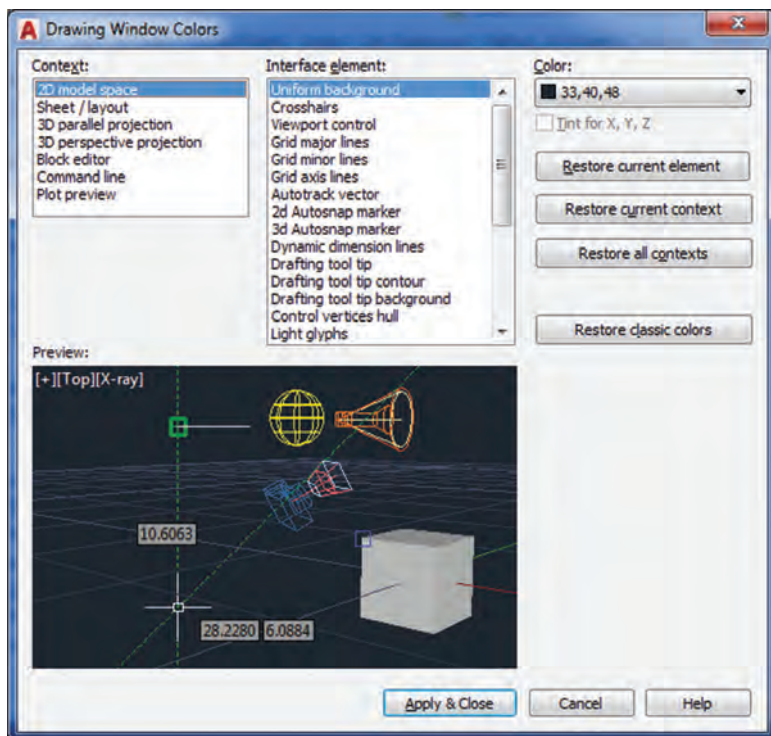 Drawing Window Colors
Context:
2D model space
Sheet / layout
3D parallel projection
3D perspective projection
Block editor
Command line
Plot preview
Interface element:
Uniform background
Crosshairs
Viewport control
Grid major lines
Grid minor lines
Grid axis lines
Autotrack vector
2d Autosnap marker
3d Autosnap marker
Dynamic dimension lines
Drafting tool tip
Drafting tool tip contour
Drafting tool tip background
Control vertices hull
Light glyphs
Color:
33,40,48
Tint for X, Y, Z
Restore current element
Restore current context
Restore all contexts
Restore classic colors
Preview:
[+][Top][X-ray]
10.6063
28.2280 6.0884
Apply & Close Cancel Help